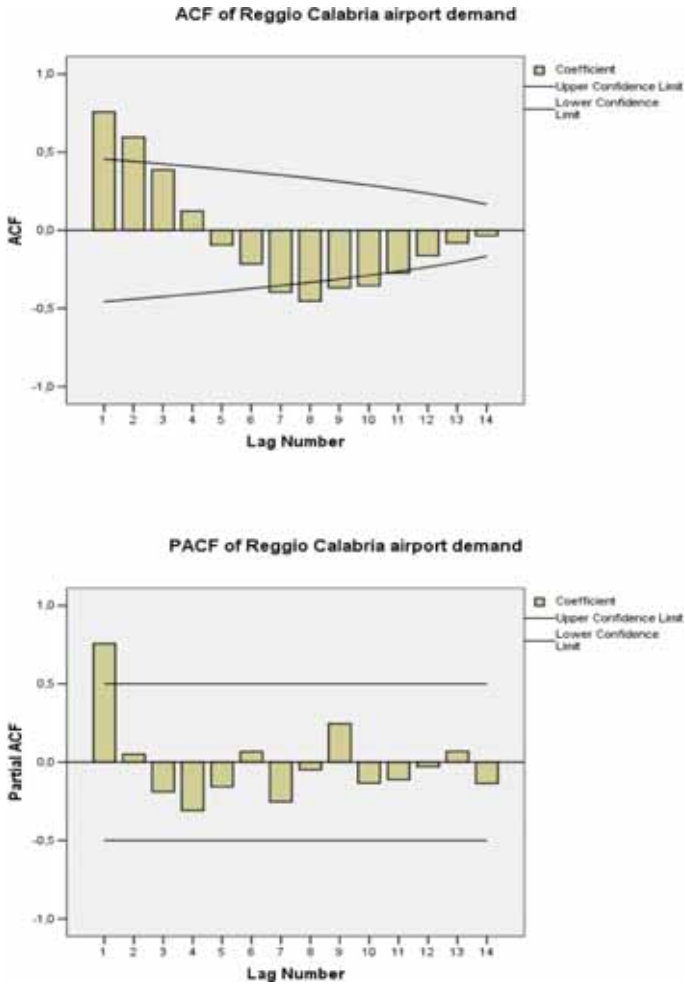 ACF of Reggio Calabria airport demand
Coefficient
Upper Confidence Limit
Lower Confidence
Limit
1,0
0,5
0,0
-0,5
-1,0
ACF
1 2 3 4 5 6 7 8 9 10 11 12 13 14
Lag Number
PACF of Reggio Calabria airport demand
Coefficient
Upper Confidence Limit
Lower Confidence
Limit
1,0
0,5
0,0
-0,5
-1,0
Partial ACF
1 2 3 4 5 6 7 8 9 10 11 12 13 14
Lag Number